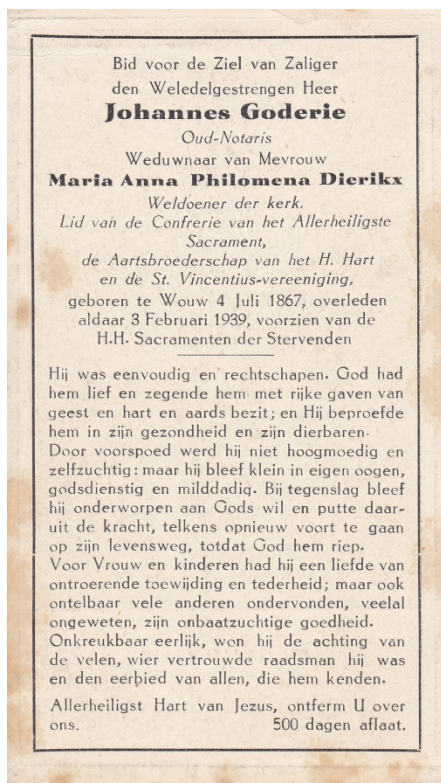 Bid voor de Ziel van Zaliger
den Weledelgestrengen Heer
Johannes Goderie
Oud-Notaris
Weduwnaar van Mevrouw
Maria Anna Philomena Dierikx
Weldoener der kerk.
Lid van de Confrerie van het Allerheiligste
Sacrament,
de Aartsbroederschap van het H. Hart
en de St. Vincentius-vereeniging,
geboren te Wouw 4 Juli 1867, overleden
aldaar 3 Februari 1939, voorzien van de
H.H. Sacramenten der Stervenden
Hij was eenvoudig en rechtschapen. God had
hem lief en zegende hem met rijke gaven van
geest en hart en aards bezit; en Hij beproefde
hem in zijn gezondheid en zijn dierbaren.
Door voorspoed werd hij niet hoogmoedig en
zelfzuchtig: maar hij bleef klein in eigen oogen,
godsdienstig en milddadig. Bij tegenslag bleef
hij onderworpen aan Gods wil en putte daar-
uit de kracht, telkens opnieuw voort te gaan
op zijn levensweg, totdat God hem riep.
Voor Vrouw en kinderen had hij een liefde van
ontroerende toewijding en tederheid; maar ook
ontelbaar vele anderen ondervonden, veelal
ongeweten, zijn onbaatzuchtige goedheid.
Onkreukbaar eerlijk, won hij de achting van
de velen, wier vertrouwde raadsman hij was
en den eerbied van allen, die hem kenden.
Allerheiligst Hart van Jezus, ontferm U over
ons. 500 dagen aflaat.